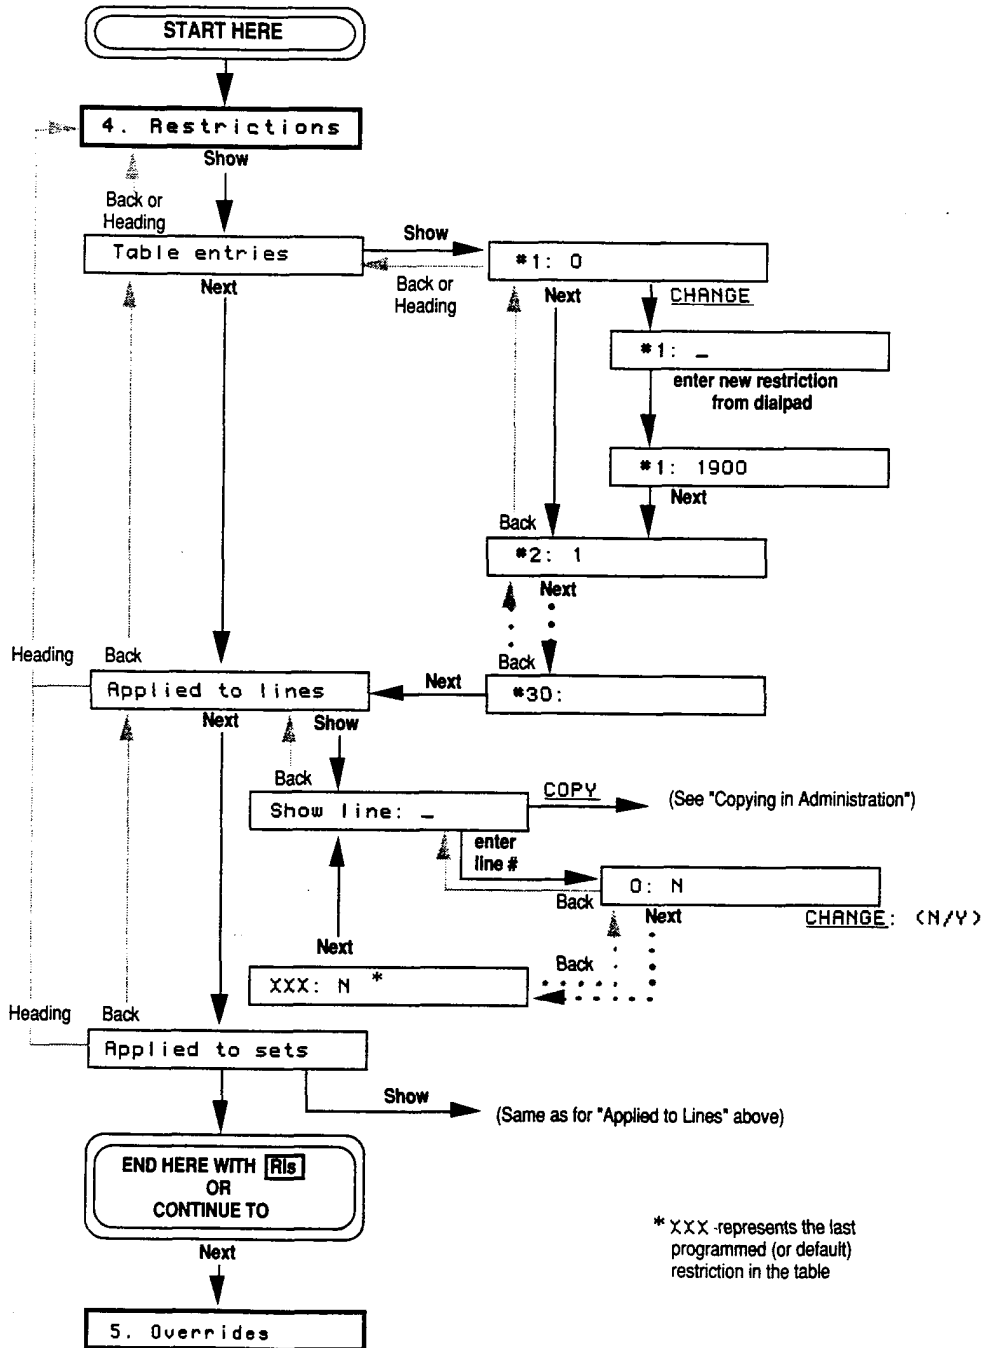 START HERE
4. Restrictions
Show
Back or
Heading
Table entries
Show
Back or
Heading
#1: 0
Next
Next
CHANGE
#1: _
enter new restriction
from dialpad
#1: 1900
Next
Back
#2: 1
Next
Back
#30:
Next
Heading
Back
Applied to lines
Next
Show
Back
Show line: _
COPY
(See "Copying in Administration")
enter
line #
Back
0: N
Next
CHANGE: (N/Y)
Next
Back
XXX: N *
Heading
Back
Applied to sets
Show
(Same as for "Applied to Lines" above)
END HERE WITH Rls
OR
CONTINUE TO
Next
* XXX -represents the last
programmed (or default)
restriction in the table
5. Overrides